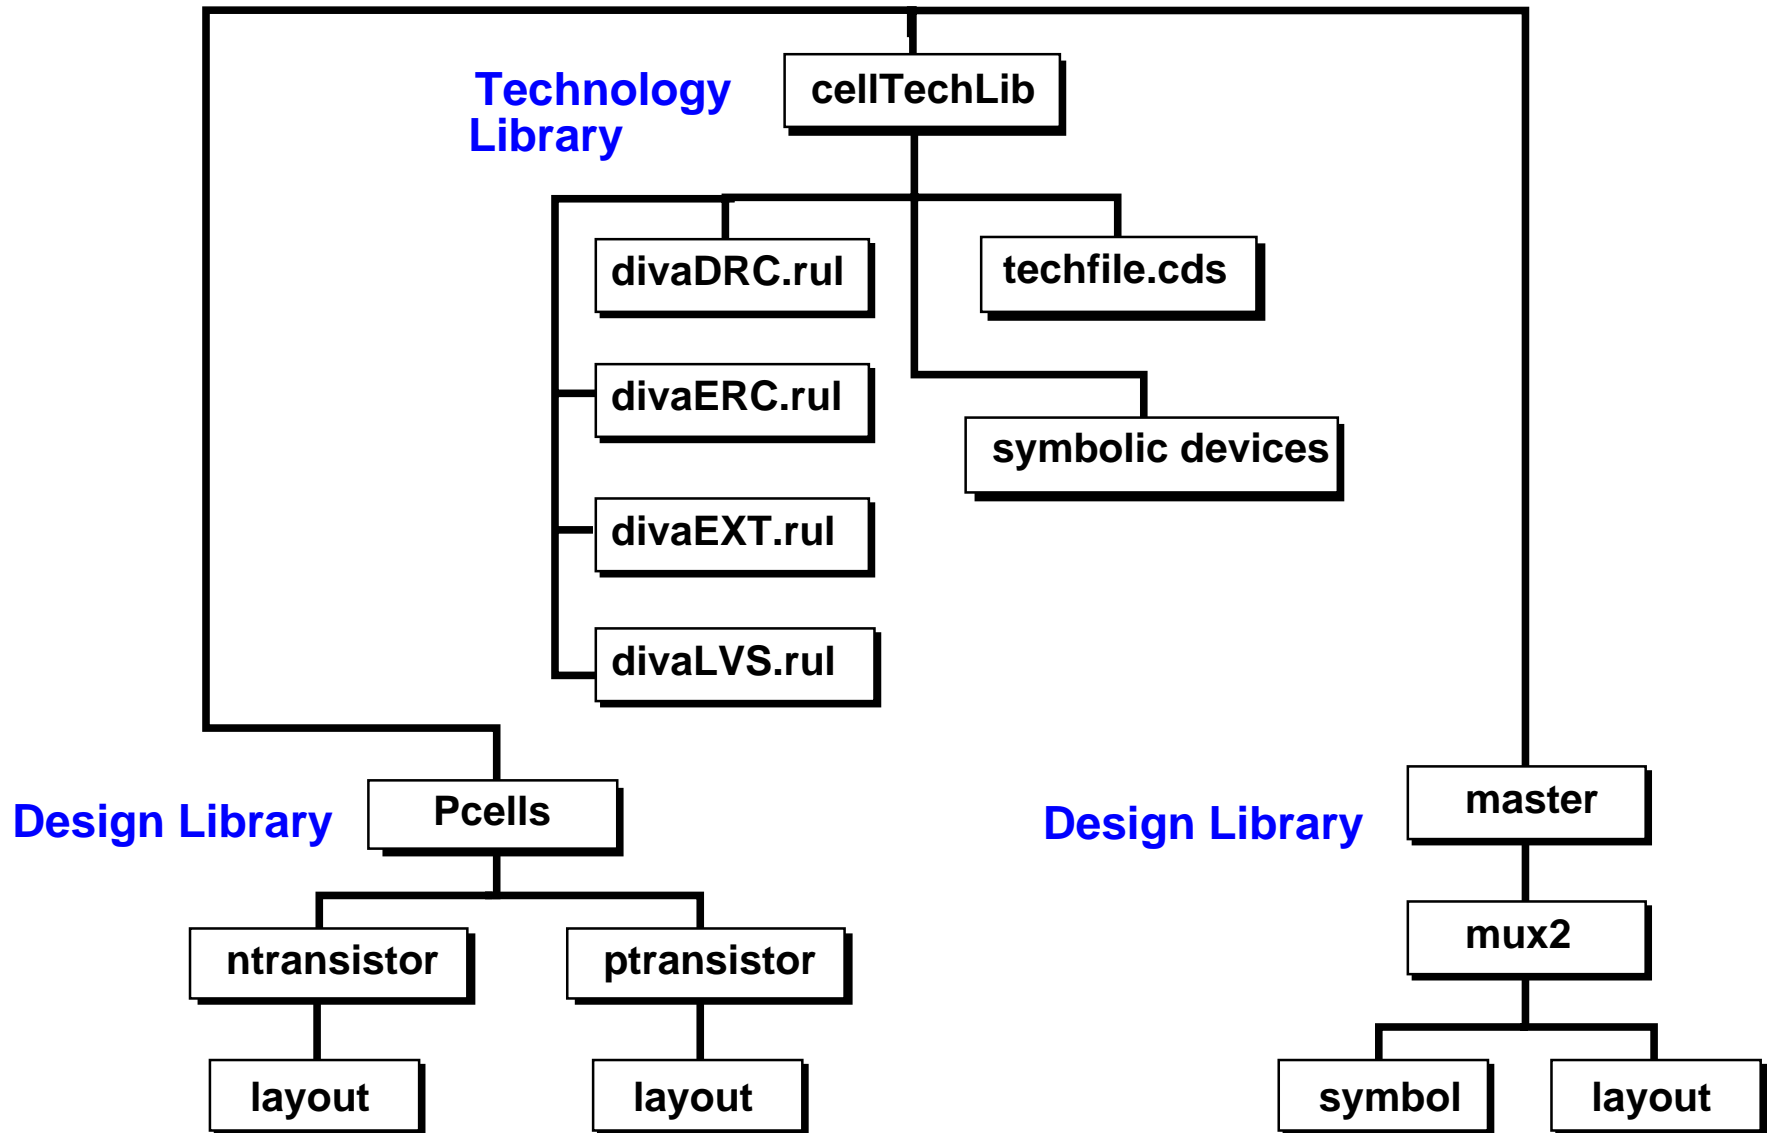 cellTechLib
Technology
Library
divaDRC.rul
techfile.cds
divaERC.rul
symbolic devices
divaEXT.rul
divaLVS.rul
Pcells
Design Library
master
Design Library
ntransistor
ptransistor
mux2
layout
layout
symbol
layout